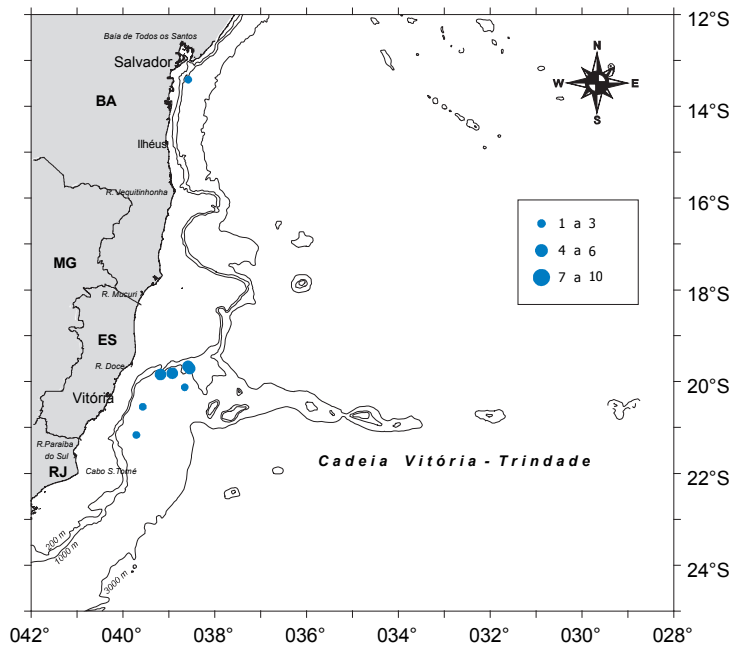 12°S
Baía de Todos os Santos
Salvador
N
W
E
S
BA
14°S
Ilhéus
R. Jequitinhonha
16°S
1 a 3
4 a 6
7 a 10
MG
R. Mucuri
18°S
ES
R. Doce
20°S
Vitória
R.Paraíba
do Sul
Cadeia Vitória - Trindade
RJ
Cabo S.Tomé
22°S
200 m
1000 m
3000 m
24°S
042°
040°
038°
036°
034°
032°
030°
028°